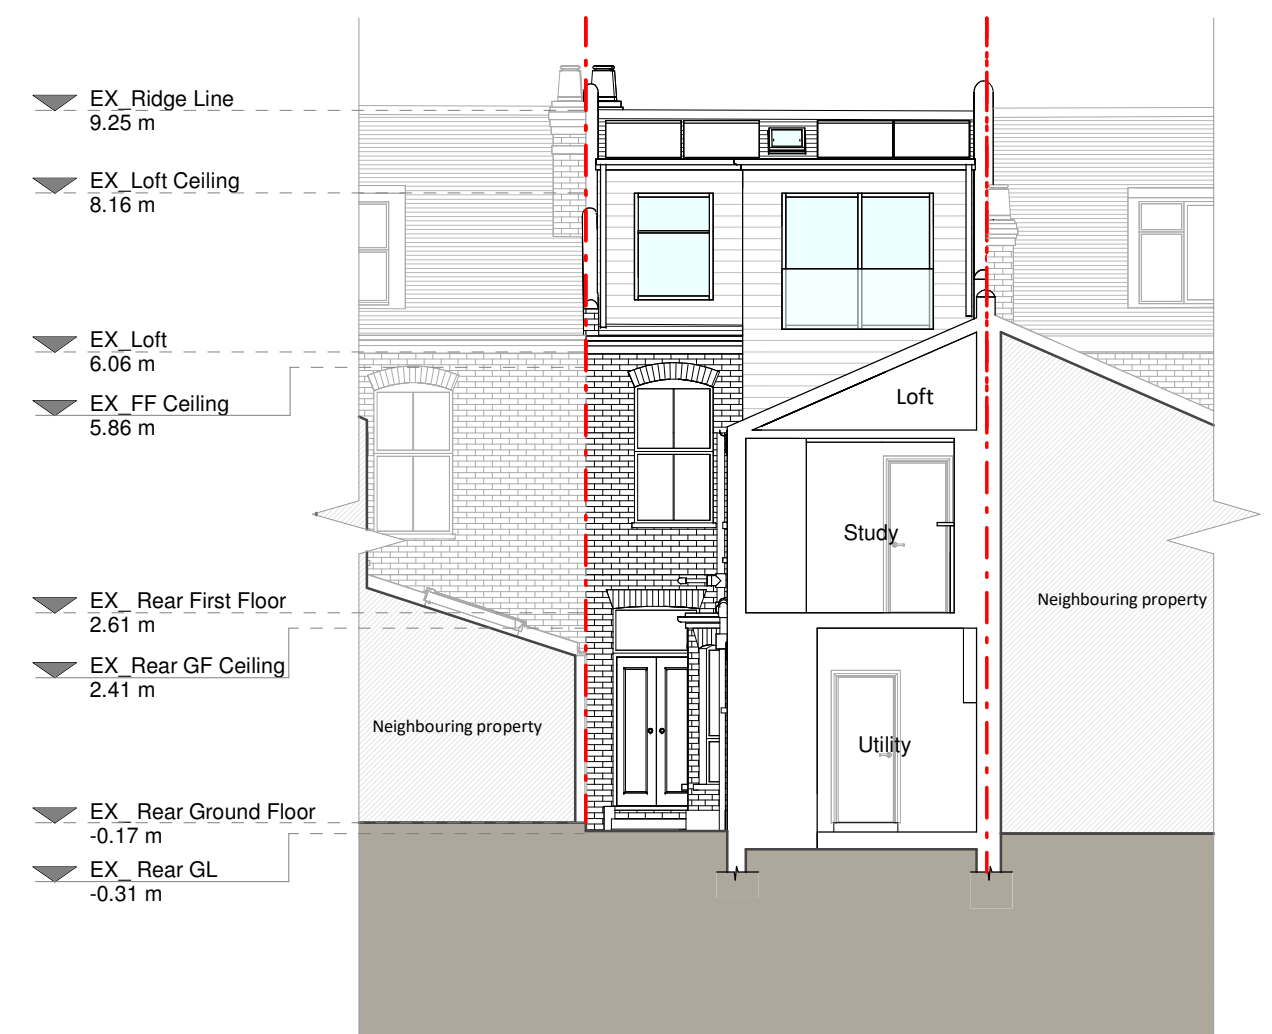 EX_Ridge Line
9.25 m
EX_Loft Ceiling
8.16 m
EX_Loft
6.06 m
EX_FF Ceiling
5.86 m
Loft
Study
EX_ Rear First Floor
2.61 m
Neighbouring property
EX_Rear GF Ceiling
2.41 m
Neighbouring property
Utility
EX_ Rear Ground Floor
-0.17 m
EX_ Rear GL
-0.31 m